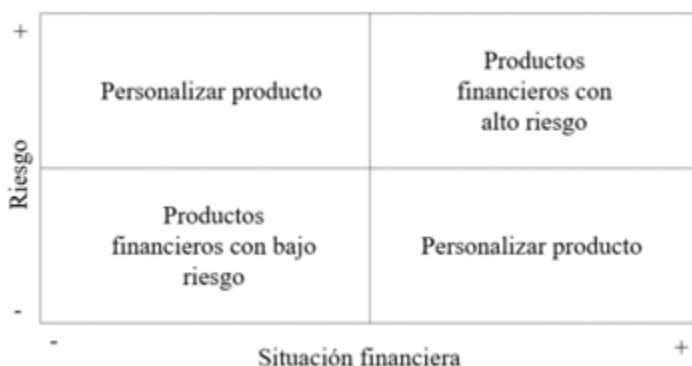 +
Riesgo
-
Personalizar producto
Productos
financieros con
alto riesgo
Productos
financieros con bajo
riesgo
Personalizar producto
-
Situación financiera
+